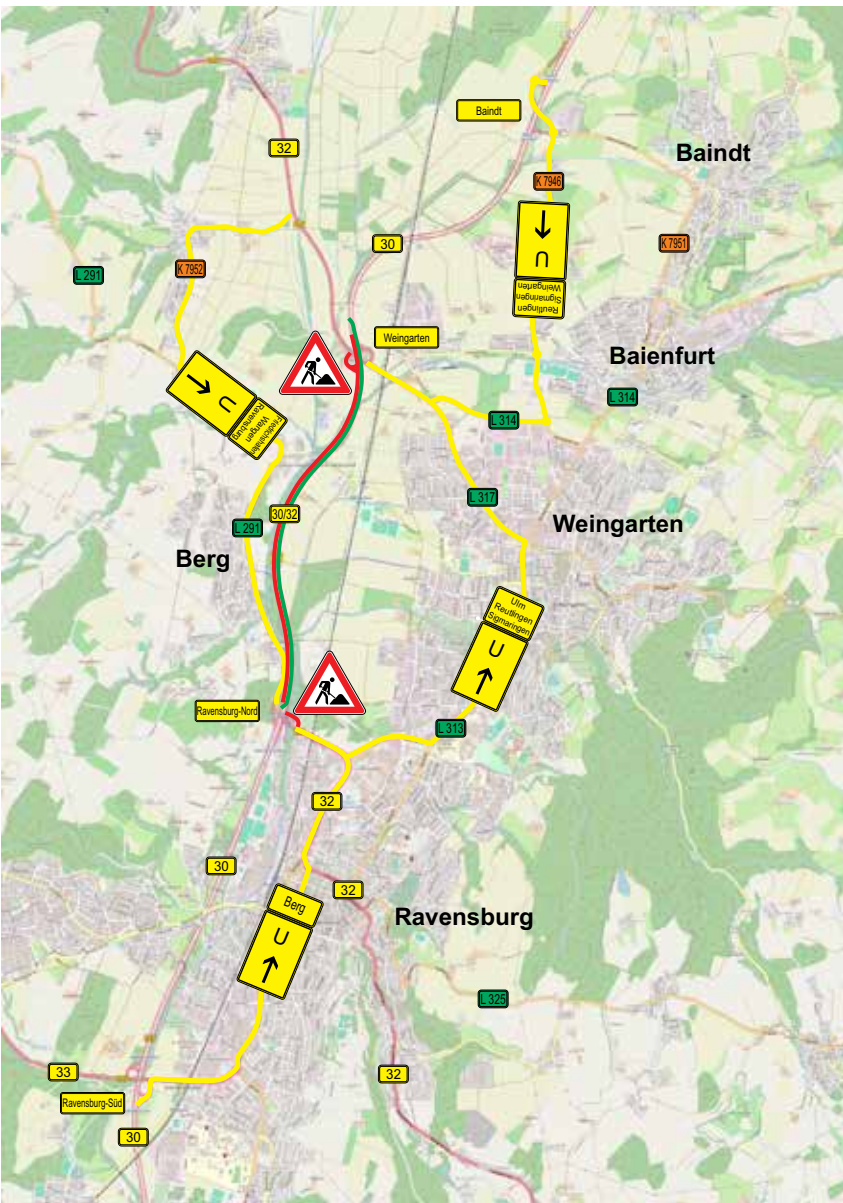 Baindt
32
Baindt
K 7946
30
K 7951
L 291
K 7952
U
Reutlingen
Sigmaringen
Weingarten
Weingarten
Baienfurt
L 314
U
Friedrichshafen
Wangen
Ravensburg
L 314
L 317
30/32
L 291
Weingarten
Berg
Ulm
Reutlingen
Sigmaringen
U
Ravensburg-Nord
L 313
32
30
32
Berg
U
Ravensburg
L 325
33
32
Ravensburg-Süd
30